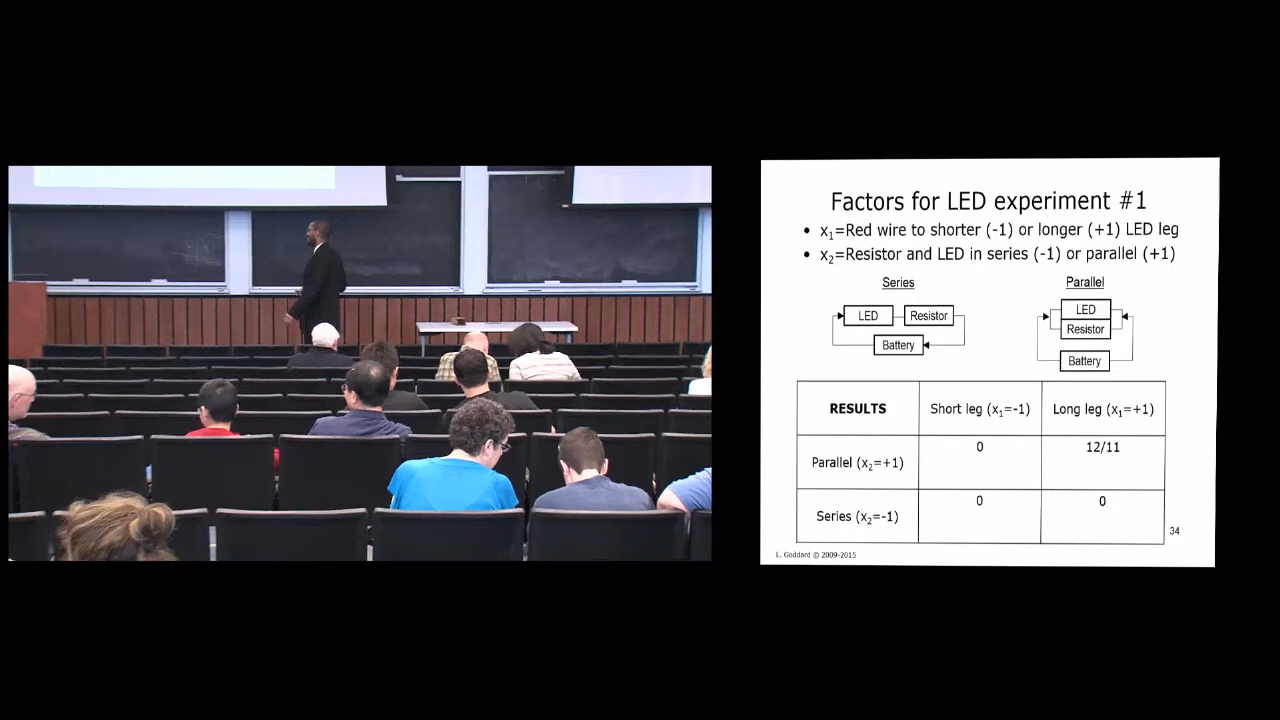 Factors for LED experiment #1
• x₁=Red wire to shorter (-1) or longer (+1) LED leg
• x₂=Resistor and LED in series (-1) or parallel (+1)
Series
Parallel
LED
Resistor
Battery
LED
Resistor
Battery
RESULTS Short leg (x₁=-1) Long leg (x₁=+1)
Parallel (x₂=+1) 0 12/11
Series (x₂=-1) 0 0
34
L. Goddard © 2009-2015